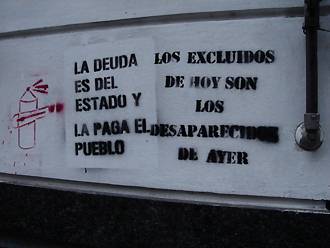 LA DEUDA
ES DEL
ESTADO Y
LA PAGA EL
PUEBLO
LOS EXCLUIDOS
DE HOY SON
LOS
DESAPARECIDOS
DE AYER